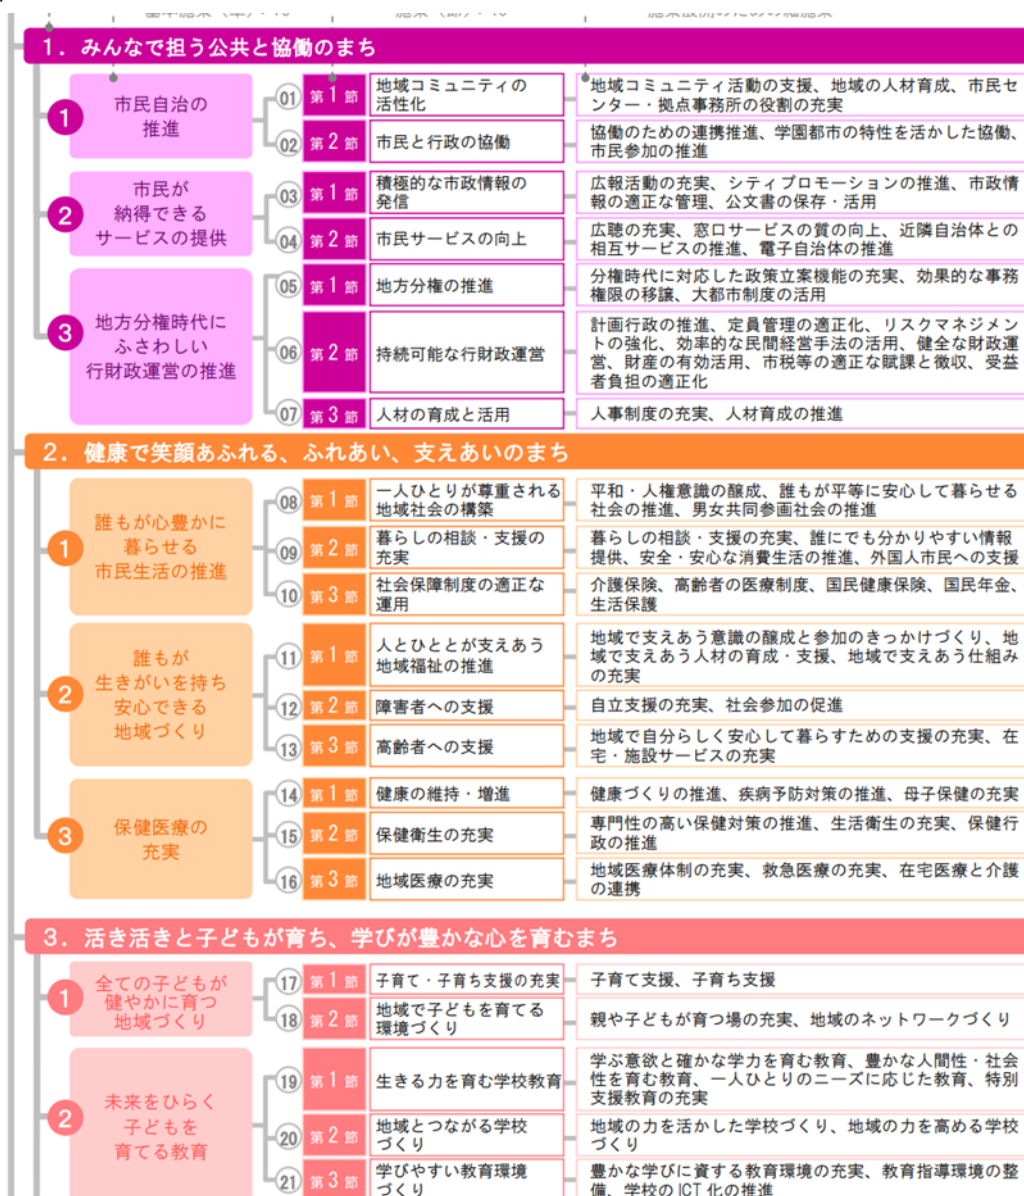 1. みんなで担う公共と協働のまち
1
市民自治の
推進
01
第1節
地域コミュニティの
活性化
地域コミュニティ活動の支援、地域の人材育成、市民セ
ンター・拠点事務所の役割の充実
02
第2節
市民と行政の協働
協働のための連携推進、学園都市の特性を活かした協働、
市民参加の推進
2
市民が
納得できる
サービスの提供
03
第1節
積極的な市政情報の
発信
広報活動の充実、シティプロモーションの推進、市政情
報の適正な管理、公文書の保存・活用
04
第2節
市民サービスの向上
広聴の充実、窓口サービスの質の向上、近隣自治体との
相互サービスの推進、電子自治体の推進
3
地方分権時代に
ふさわしい
行財政運営の推進
05
第1節
地方分権の推進
分権時代に対応した政策立案機能の充実、効果的な事務
権限の移譲、大都市制度の活用
06
第2節
持続可能な行財政運営
計画行政の推進、定員管理の適正化、リスクマネジメン
トの強化、効率的な民間経営手法の活用、健全な財政運
営、財産の有効活用、市税等の適正な賦課と徴収、受益
者負担の適正化
07
第3節
人材の育成と活用
人事制度の充実、人材育成の推進
2. 健康で笑顔あふれる、ふれあい、支えあいのまち
1
誰もが心豊かに
暮らせる
市民生活の推進
08
第1節
一人ひとりが尊重される
地域社会の構築
平和・人権意識の醸成、誰もが平等に安心して暮らせる
社会の推進、男女共同参画社会の推進
09
第2節
暮らしの相談・支援の
充実
暮らしの相談・支援の充実、誰にでも分かりやすい情報
提供、安全・安心な消費生活の推進、外国人市民への支援
10
第3節
社会保障制度の適正な
運用
介護保険、高齢者の医療制度、国民健康保険、国民年金、
生活保護
2
誰もが
生きがいを持ち
安心できる
地域づくり
11
第1節
人とひととが支えあう
地域福祉の推進
地域で支えあう意識の醸成と参加のきっかけづくり、地
域で支えあう人材の育成・支援、地域で支えあう仕組み
の充実
12
第2節
障害者への支援
自立支援の充実、社会参加の促進
13
第3節
高齢者への支援
地域で自分らしく安心して暮らすための支援の充実、在
宅・施設サービスの充実
3
保健医療の
充実
14
第1節
健康の維持・増進
健康づくりの推進、疾病予防対策の推進、母子保健の充実
15
第2節
保健衛生の充実
専門性の高い保健対策の推進、生活衛生の充実、保健行
政の推進
16
第3節
地域医療の充実
地域医療体制の充実、救急医療の充実、在宅医療と介護
の連携
3. 活き活きと子どもが育ち、学びが豊かな心を育むまち
1
全ての子どもが
健やかに育つ
地域づくり
17
第1節
子育て・子育ち支援の充実
子育て支援、子育ち支援
18
第2節
地域で子どもを育てる
環境づくり
親や子どもが育つ場の充実、地域のネットワークづくり
2
未来をひらく
子どもを
育てる教育
19
第1節
生きる力を育む学校教育
学ぶ意欲と確かな学力を育む教育、豊かな人間性・社会
性を育む教育、一人ひとりのニーズに応じた教育、特別
支援教育の充実
20
第2節
地域とつながる学校
づくり
地域の力を活かした学校づくり、地域の力を高める学校
づくり
21
第3節
学びやすい教育環境
づくり
豊かな学びに資する教育環境の充実、教育指導環境の整
備、学校のICT化の推進